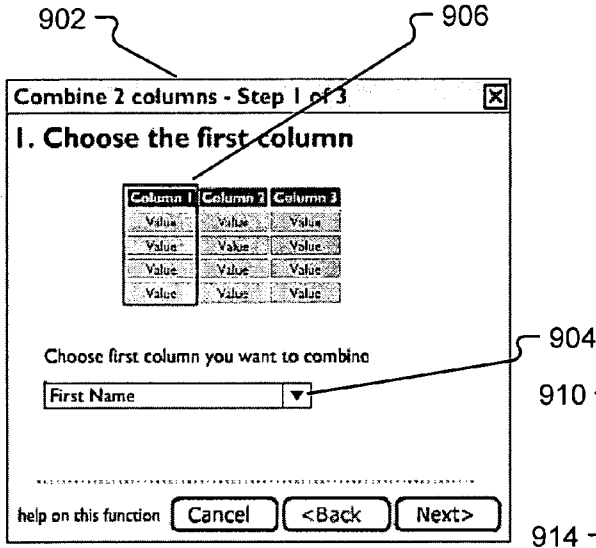 902
906
Combine 2 columns - Step 1 of 3
1. Choose the first column
Column 1 Column 2 Column 3
Value Value Value
Value Value Value
Value Value Value
Value Value Value
Choose first column you want to combine
904
First Name
910
help on this function Cancel <Back Next>
914